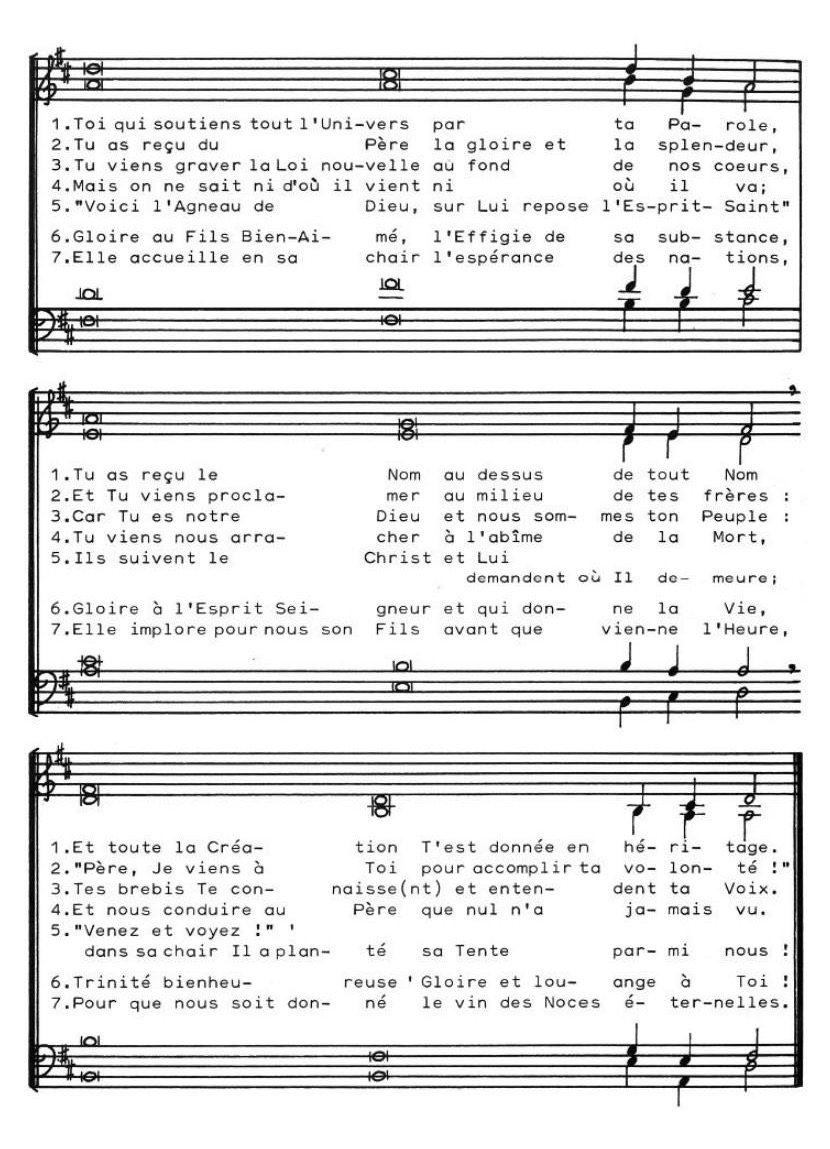 1.Toi qui soutiens tout l'Uni-vers par ta Pa- role,
2.Tu as reçu du Père la gloire et la splen-deur,
3.Tu viens graver la Loi nou-velle au fond de nos coeurs,
4.Mais on ne sait ni d'où il vient ni où il va;
5."Voici l'Agneau de Dieu, sur Lui repose l'Es-prit- Saint"
6.Gloire au Fils Bien-Ai- mé, l'Effigie de sa sub- stance,
7.Elle accueille en sa chair l'espérance des na- tions,
1.Tu as reçu le Nom au dessus de tout Nom
2.Et Tu viens procla- mer au milieu de tes frères :
3.Car Tu es notre Dieu et nous som- mes ton Peuple :
4.Tu viens nous arra- cher à l'abîme de la Mort,
5.Ils suivent le Christ et Lui
demandent où Il de- meure;
6.Gloire à l'Esprit Sei- gneur et qui don- ne la Vie,
7.Elle implore pour nous son Fils avant que vien-ne l'Heure,
1.Et toute la Créa- tion T'est donnée en hé- ri- tage.
2."Père, Je viens à Toi pour accomplir ta vo- lon- té !"
3.Tes brebis Te con- naisse(nt) et enten- dent ta Voix.
4.Et nous conduire au Père que nul n'a ja- mais vu.
5."Venez et voyez !" '
dans sa chair Il a plan- té sa Tente par- mi nous !
6.Trinité bienheu- reuse ' Gloire et lou- ange à Toi !
7.Pour que nous soit don- né le vin des Noces é- ter-nelles.